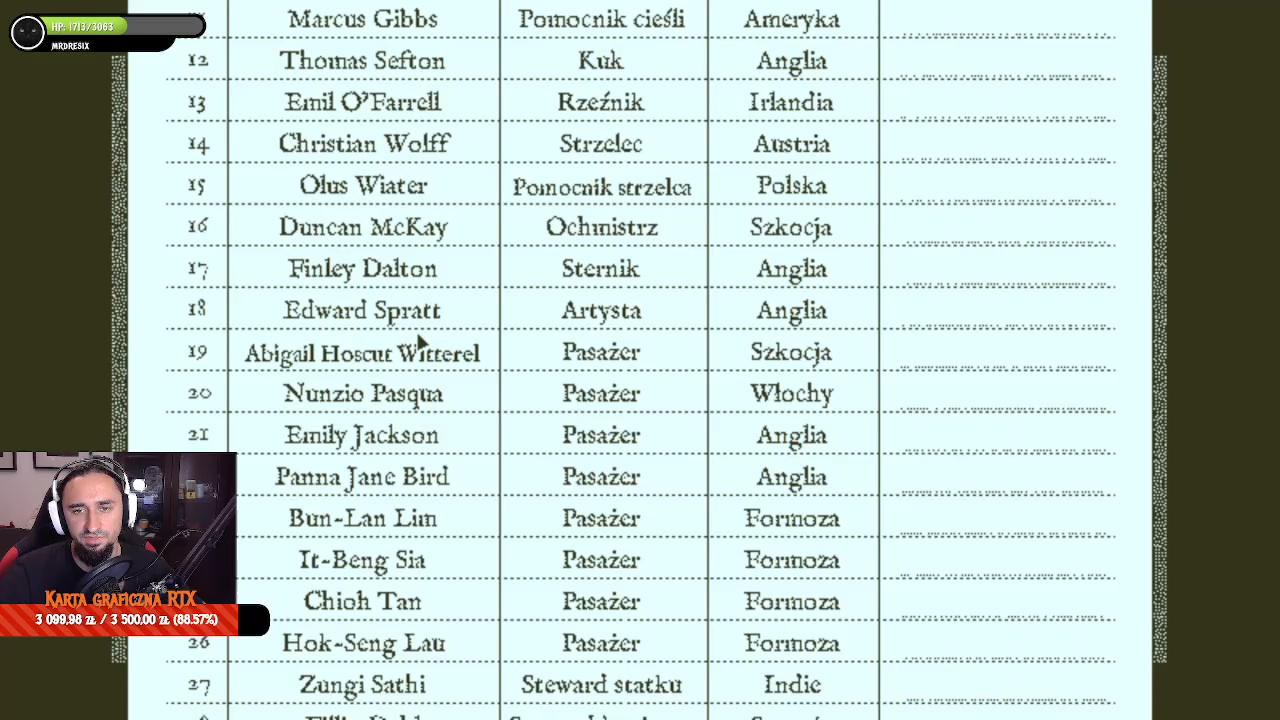 HP: 1713/3063
MRDRESIX
Marcus Gibbs Pomocnik cieśli Ameryka
12 Thomas Sefton Kuk Anglia
13 Emil O'Farrell Rzeźnik Irlandia
14 Christian Wolff Strzelec Austria
15 Olus Wiater Pomocnik strzelca Polska
16 Duncan McKay Ochmistrz Szkocja
17 Finley Dalton Sternik Anglia
18 Edward Spratt Artysta Anglia
19 Abigail Hoscut Witterel Pasażer Szkocja
20 Nunzio Pasqua Pasażer Włochy
21 Emily Jackson Pasażer Anglia
Panna Jane Bird Pasażer Anglia
Bun-Lan Lim Pasażer Formoza
It-Beng Sia Pasażer Formoza
Chioh Tan Pasażer Formoza
26 Hok-Seng Lau Pasażer Formoza
27 Zungi Sathi Steward statku Indie
Karta graficzna RTX
3 099,98 zł / 3 500,00 zł (88.57%)